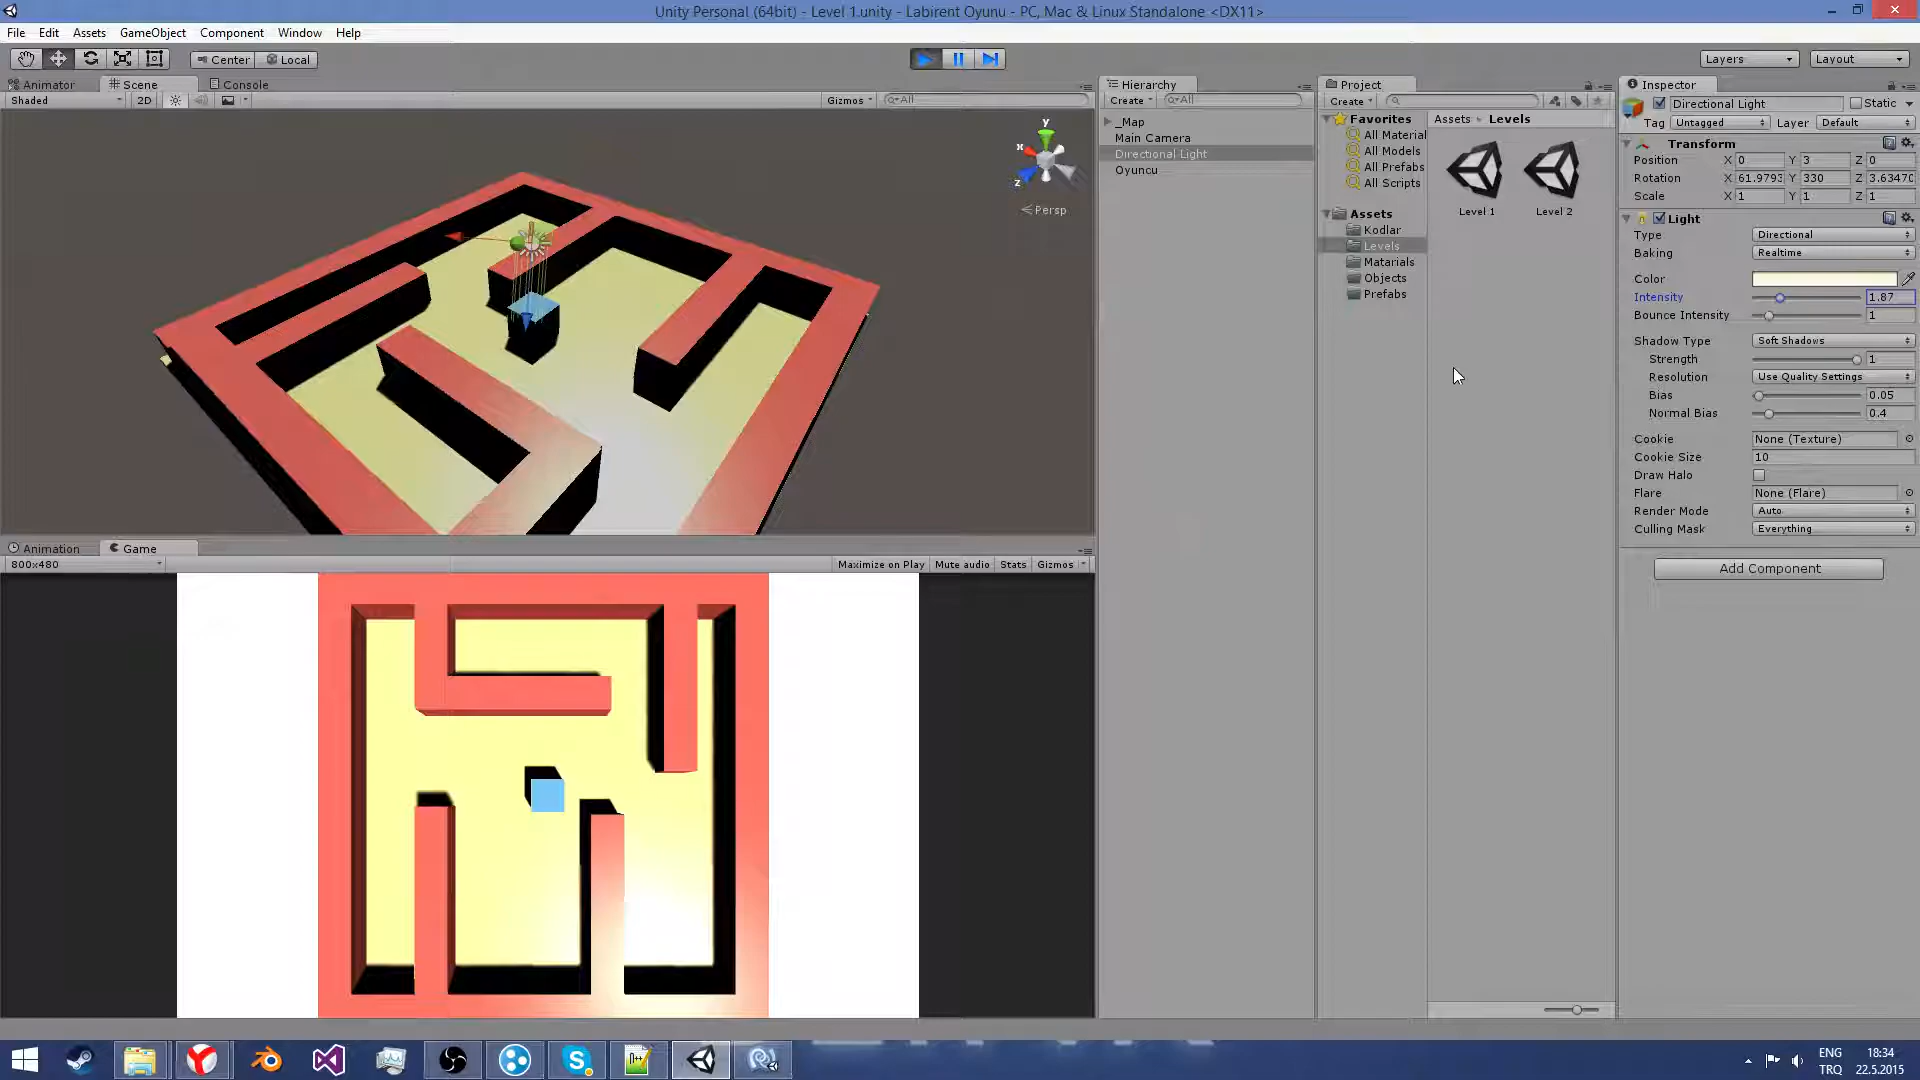 Unity Personal (64bit) - Level 1.unity - Labirent Oyunu - PC, Mac & Linux Standalone <DX11>
File Edit Assets GameObject Component Window Help
Center Local Layers Layout
Animator Scene Console
Shaded 2D Gizmos All
y
x
z
Persp
Hierarchy
Create All
_Map
Main Camera
Directional Light
Oyuncu
Project
Create
Favorites
All Material
All Models
All Prefabs
All Scripts
Assets
Kodlar
Levels
Matarials
Objects
Prefabs
Assets Levels
Level 1 Level 2
Inspector
Directional Light Static
Tag Untagged Layer Default
Transform
Position X 0 Y 3 Z 0
Rotation X 61.9793 Y 330 Z 3.6347(
Scale X 1 Y 1 Z 1
Light
Type Directional
Baking Realtime
Color
Intensity 1.87
Bounce Intensity 1
Shadow Type Soft Shadows
Strength 1
Resolution Use Quality Settings
Bias 0.05
Normal Bias 0.4
Cookie None (Texture)
Cookie Size 10
Draw Halo
Flare None (Flare)
Render Mode Auto
Culling Mask Everything
Add Component
Animation Game
800x480 Maximize on Play Mute audio Stats Gizmos
ENG 18:34
TRQ 22.5.2015